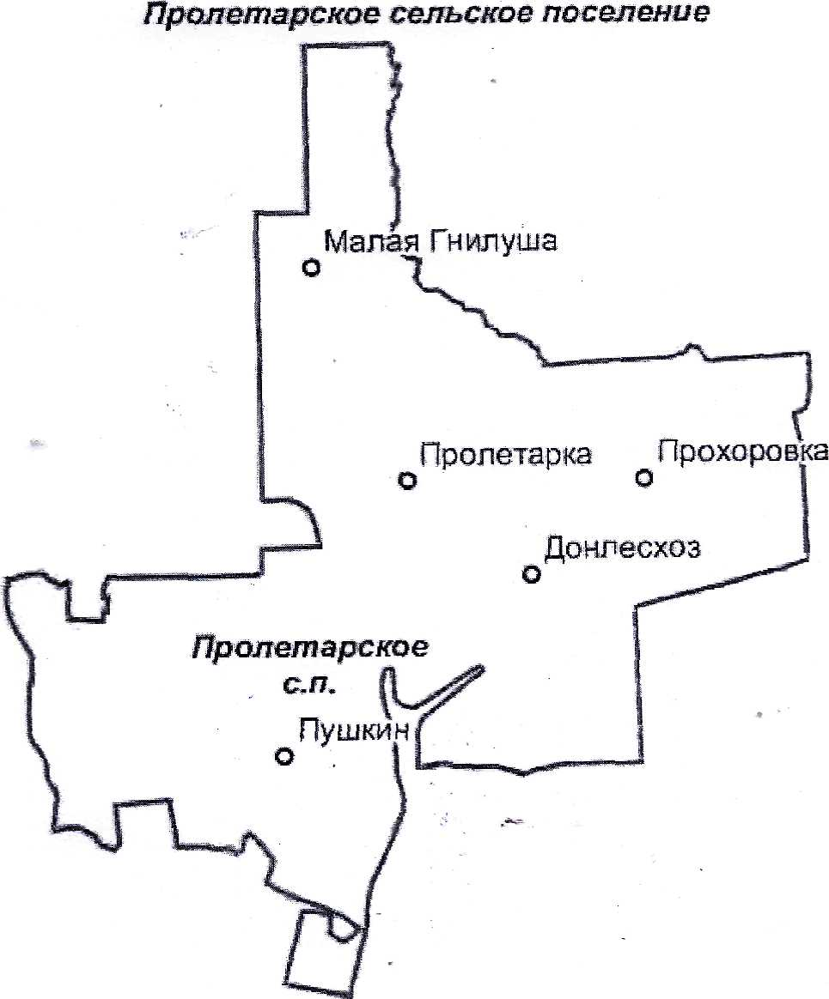 Пролетарское сельское поселение
Малая Гнилуша
Пролетарка
Прохоровка
Донлесхоз
Пролетарское
с.п.
Пушкин